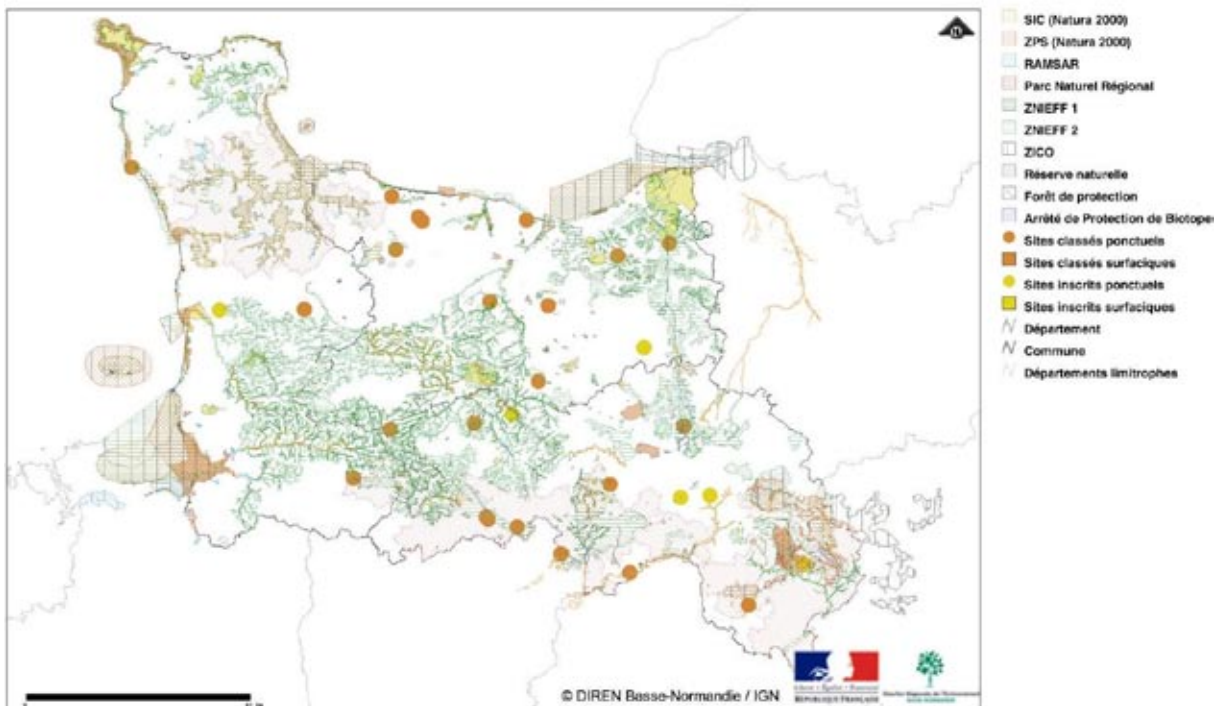 N
SIC (Natura 2000)
ZPS (Natura 2000)
RAMSAR
Parc Naturel Régional
ZNIEFF 1
ZNIEFF 2
ZICO
Réserve naturelle
Forêt de protection
Arrêté de Protection de Biotope
Sites classés ponctuels
Sites classés surfaciques
Sites inscrits ponctuels
Sites inscrits surfaciques
Département
Commune
Départements limitrophes
© DIREN Basse-Normandie / IGN
RÉPUBLIQUE FRANÇAISE